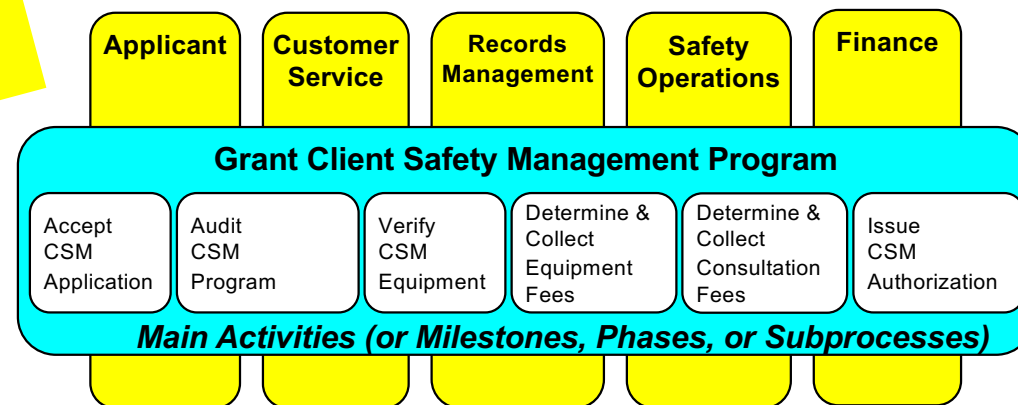 Applicant
Customer
Service
Records
Management
Safety
Operations
Finance
Grant Client Safety Management Program
Accept
CSM
Application
Audit
CSM
Program
Verify
CSM
Equipment
Determine &
Collect
Equipment
Fees
Determine &
Collect
Consultation
Fees
Issue
CSM
Authorization
Main Activities (or Milestones, Phases, or Subprocesses)